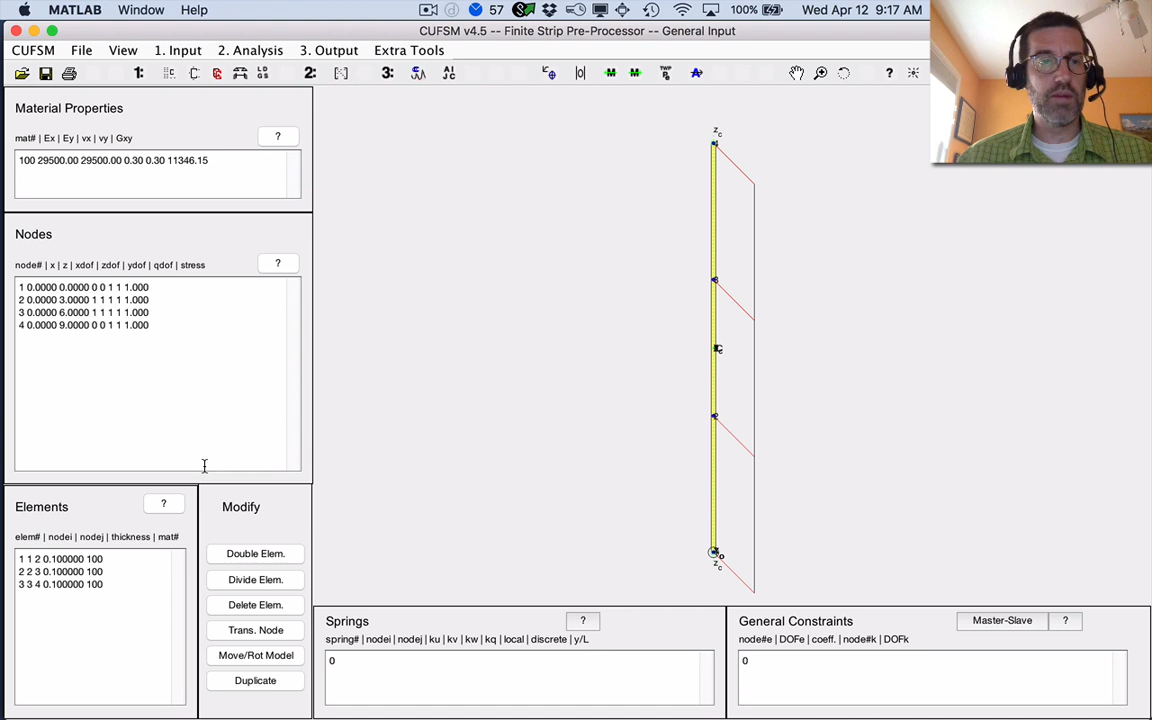 MATLAB Window Help 57 100% Wed Apr 12 9:17 AM
CUFSM v4.5 -- Finite Strip Pre-Processor -- General Input
CUFSM File View 1. Input 2. Analysis 3. Output Extra Tools
1: 2: 3: ?
Material Properties
mat# | Ex | Ey | vx | vy | Gxy
?
100 29500.00 29500.00 0.30 0.30 11346.15
Nodes
node# | x | z | xdof | zdof | ydof | qdof | stress
?
1 0.0000 0.0000 0 0 1 1 1.000
2 0.0000 3.0000 1 1 1 1 1.000
3 0.0000 6.0000 1 1 1 1 1.000
4 0.0000 9.0000 0 0 1 1 1.000
Elements
?
elem# | nodei | nodej | thickness | mat#
1 1 2 0.100000 100
2 2 3 0.100000 100
3 3 4 0.100000 100
Modify
Double Elem.
Divide Elem.
Delete Elem.
Trans. Node
Move/Rot Model
Duplicate
zc
zc
Springs
?
spring# | nodei | nodej | ku | kv | kw | kq | local | discrete | y/L
0
General Constraints
Master-Slave
?
node#e | DOFe | coeff. | node#k | DOFk
0